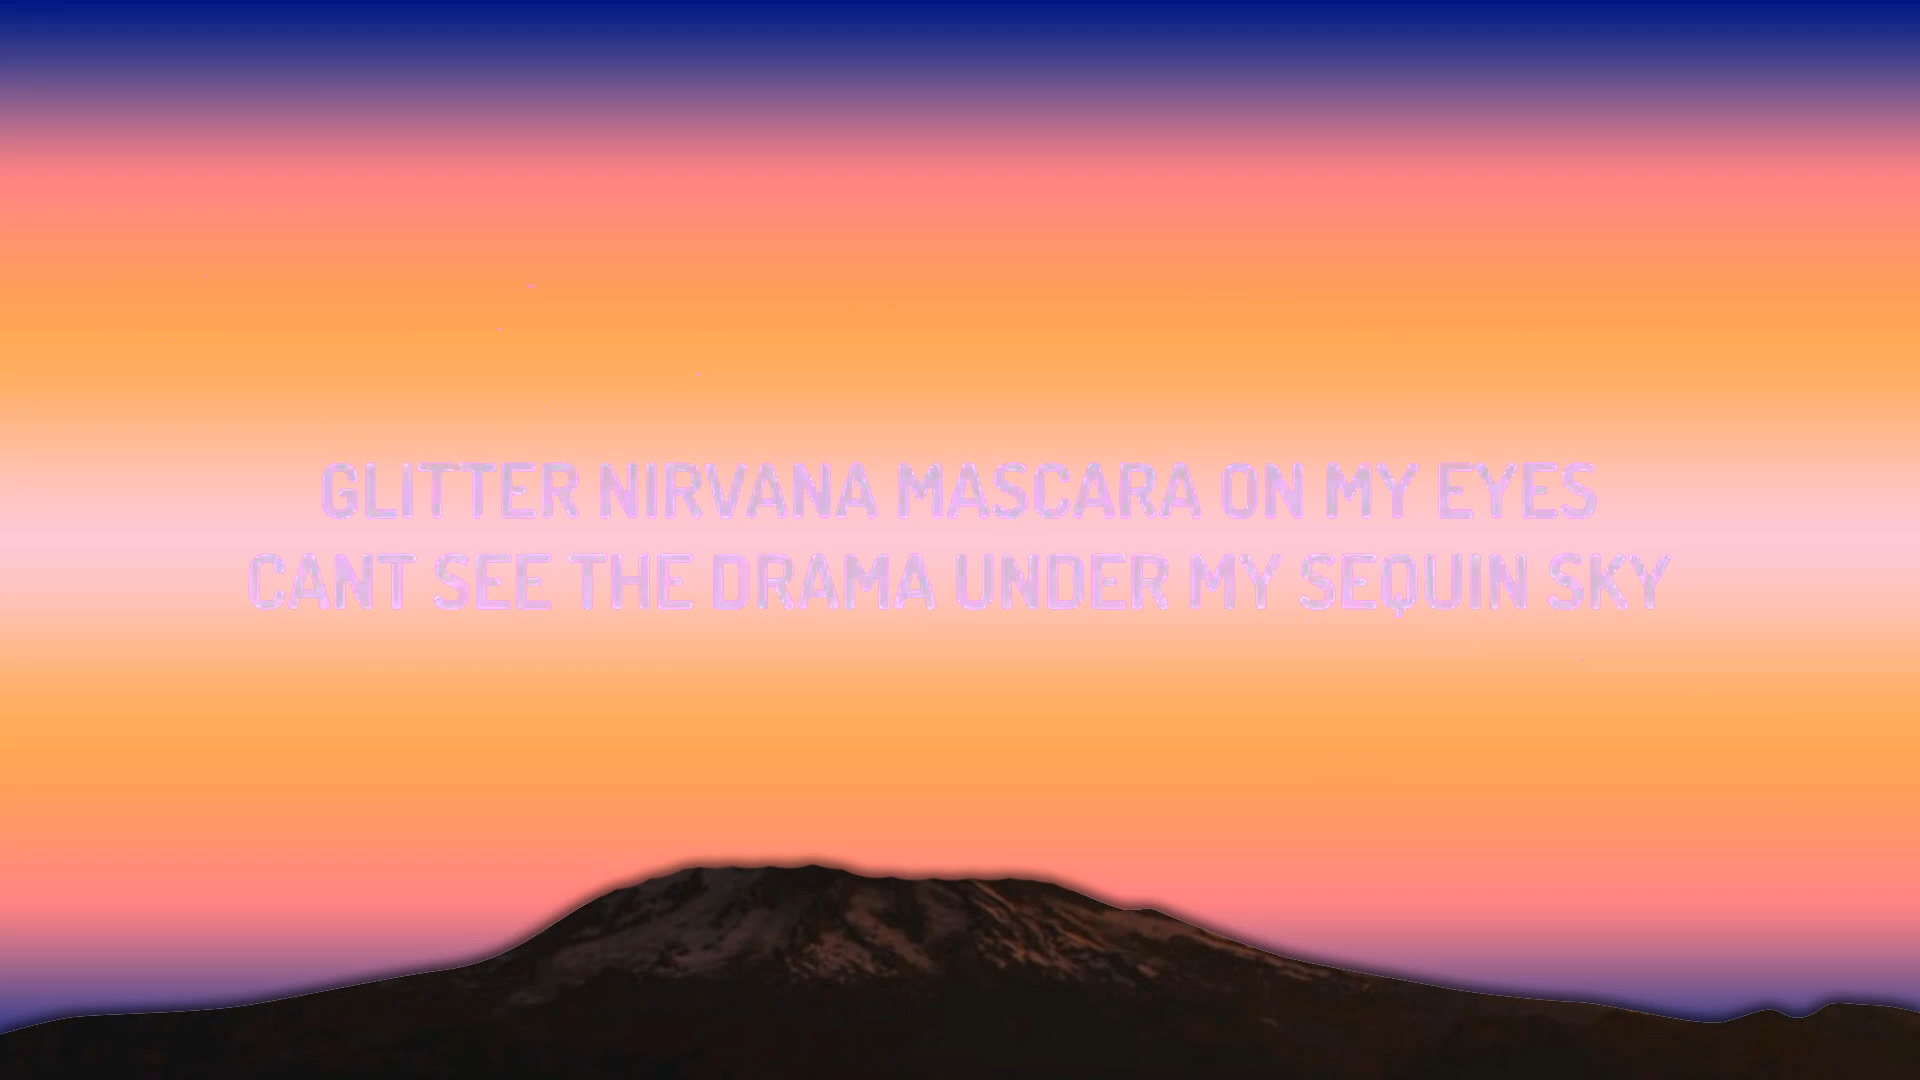 GLITTER NIRVANA MASCARA ON MY EYES
CANT SEE THE DRAMA UNDER MY SEQUIN SKY